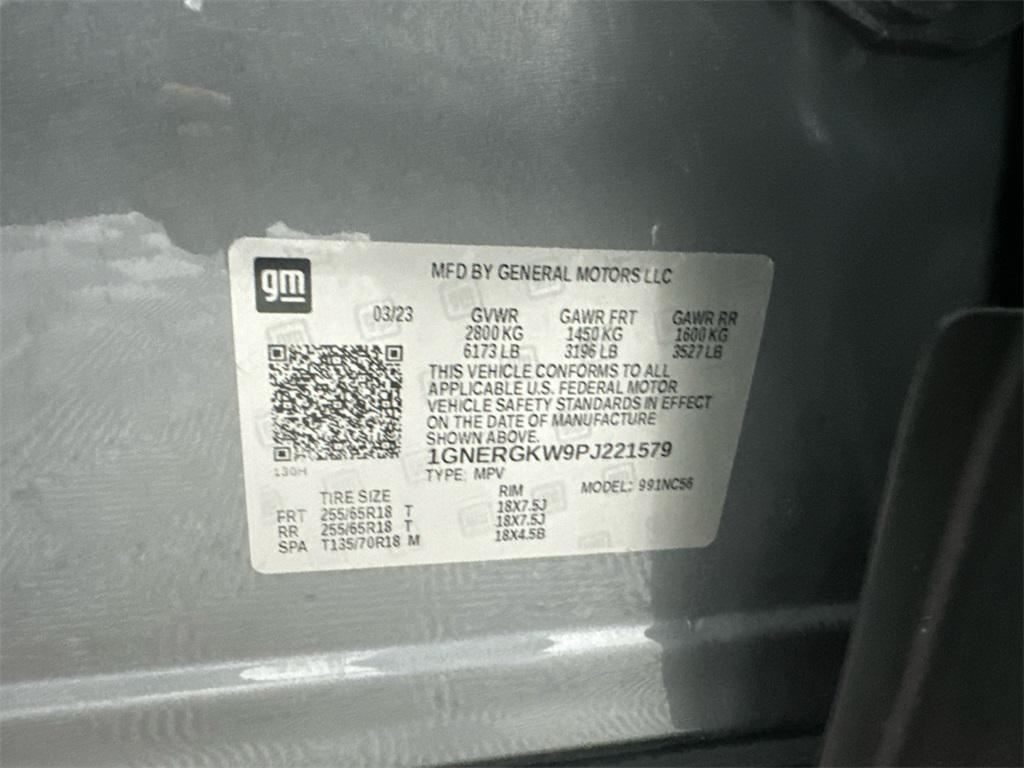 gm
MFD BY GENERAL MOTORS LLC
03/23 GVWR GAWR FRT GAWR RR
2800 KG 1450 KG 1600 KG
6173 LB 3196 LB 3527 LB
THIS VEHICLE CONFORMS TO ALL
APPLICABLE U.S. FEDERAL MOTOR
VEHICLE SAFETY STANDARDS IN EFFECT
ON THE DATE OF MANUFACTURE
SHOWN ABOVE.
1GNERGKW9PJ221579
130H
TYPE: MPV MODEL: 991NC56
TIRE SIZE RIM
FRT 255/65R18 T 18X7.5J
RR 255/65R18 T 18X7.5J
SPA T135/70R18 M 18X4.5B